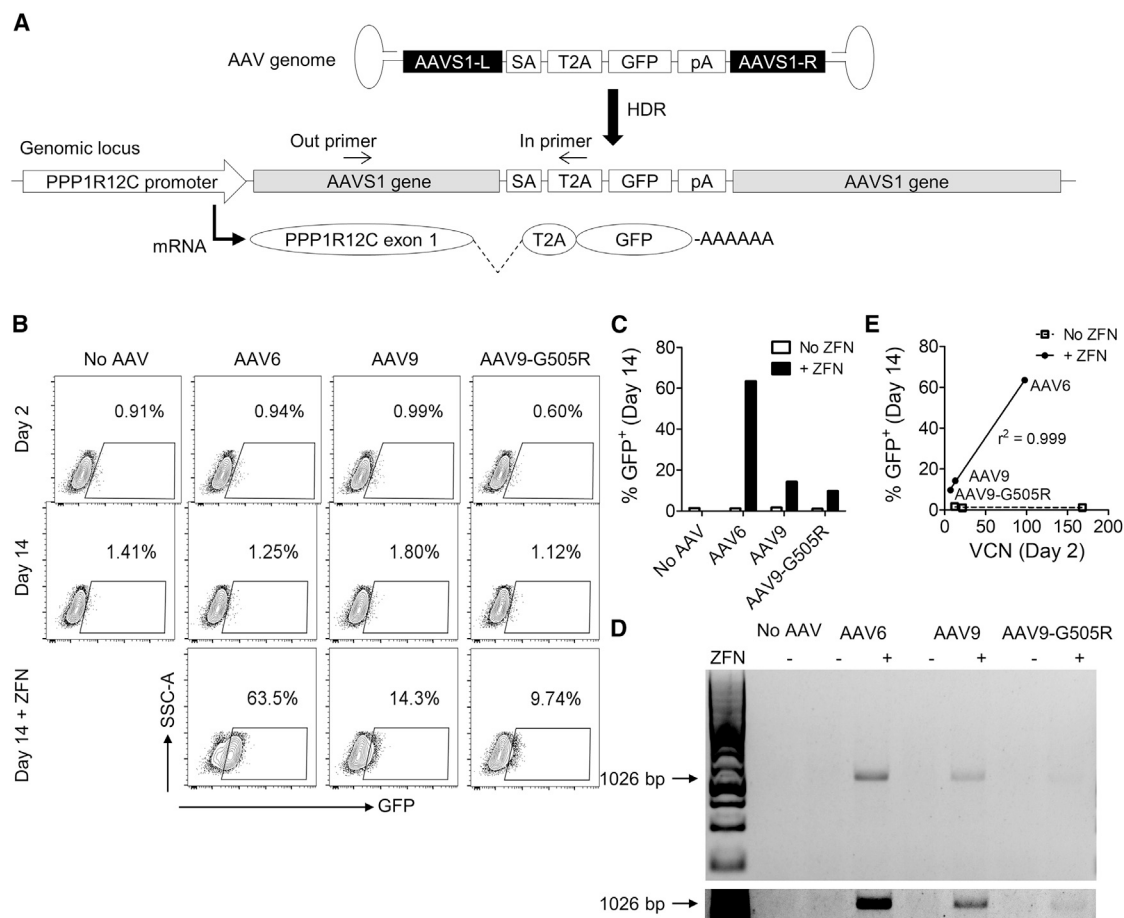 A
AAV genome
AAVS1-L SA T2A GFP pA AAVS1-R
HDR
Out primer In primer
Genomic locus
PPP1R12C promoter AAVS1 gene SA T2A GFP pA AAVS1 gene
mRNA PPP1R12C exon 1 T2A GFP -AAAAAA
B
No AAV AAV6 AAV9 AAV9-G505R
Day 2 0.91% 0.94% 0.99% 0.60%
Day 14 1.41% 1.25% 1.80% 1.12%
Day 14 + ZFN 63.5% 14.3% 9.74%
SSC-A
GFP
C
% GFP+ (Day 14)
80
60
40
20
0
No ZFN
+ ZFN
No AAV AAV6 AAV9 AAV9-G505R
E
No ZFN
+ ZFN
% GFP+ (Day 14)
80
60
40
20
0
AAV6
r2 = 0.999
AAV9
AAV9-G505R
0 50 100 150 200
VCN (Day 2)
D
No AAV AAV6 AAV9 AAV9-G505R
ZFN - - + - + - +
1026 bp
1026 bp